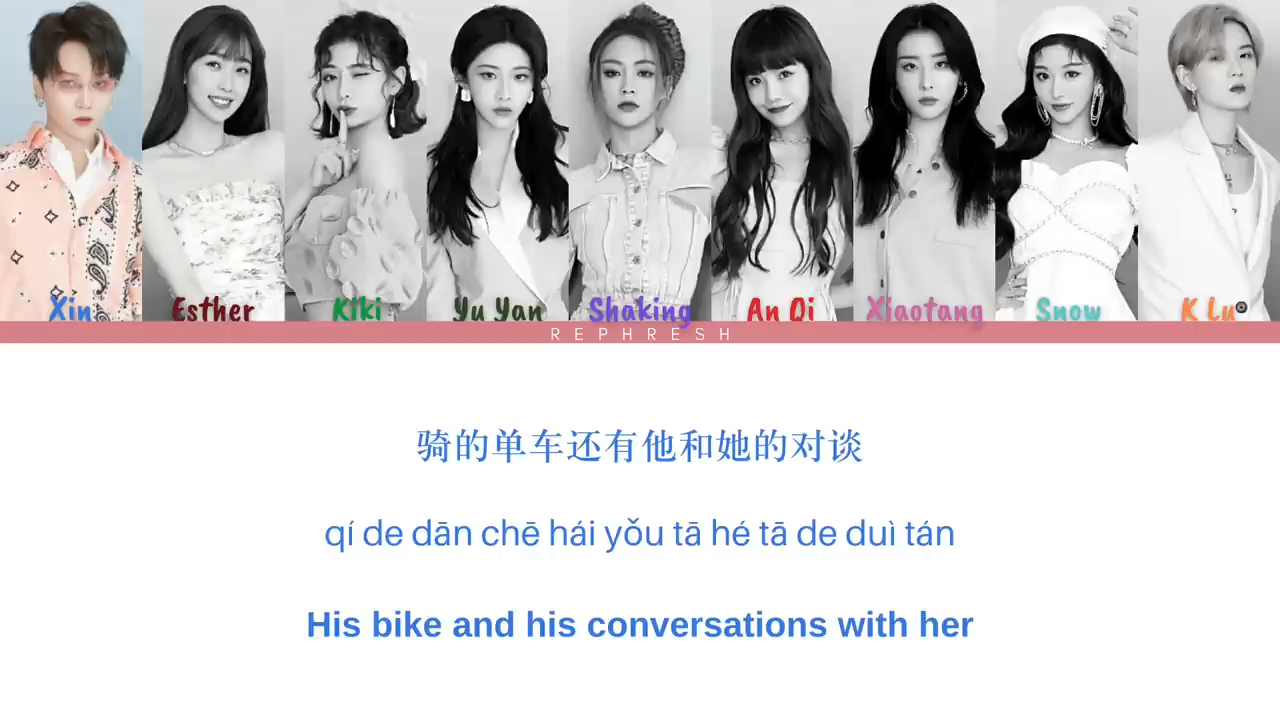 Xin Esther Kiki Yu Yan Shaking An Qi Xiaotang Snow K Lu
REPHRESH
骑的单车还有他和她的对谈
qí de dān chē hái yǒu tā hé tā de duì tán
His bike and his conversations with her